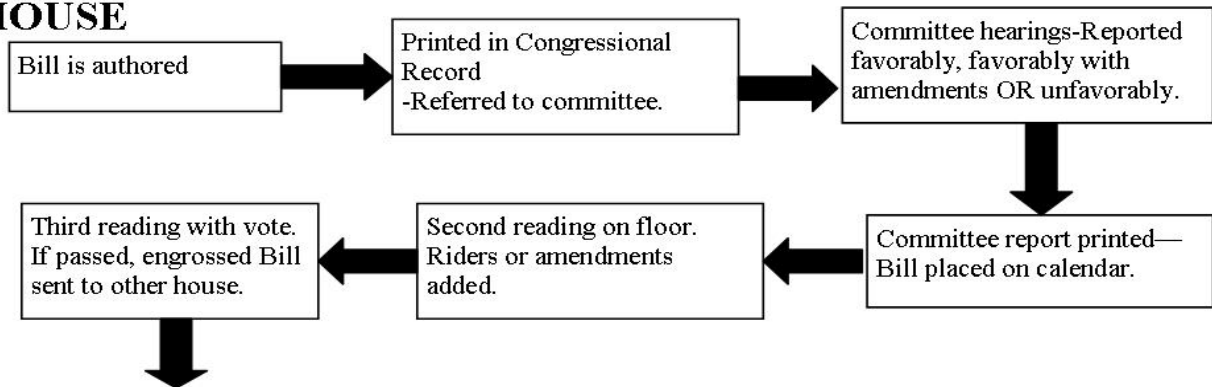 HOUSE
Bill is authored
Printed in Congressional
Record
-Referred to committee.
Committee hearings-Reported
favorably, favorably with
amendments OR unfavorably.
Third reading with vote.
If passed, engrossed Bill
sent to other house.
Second reading on floor.
Riders or amendments
added.
Committee report printed—
Bill placed on calendar.